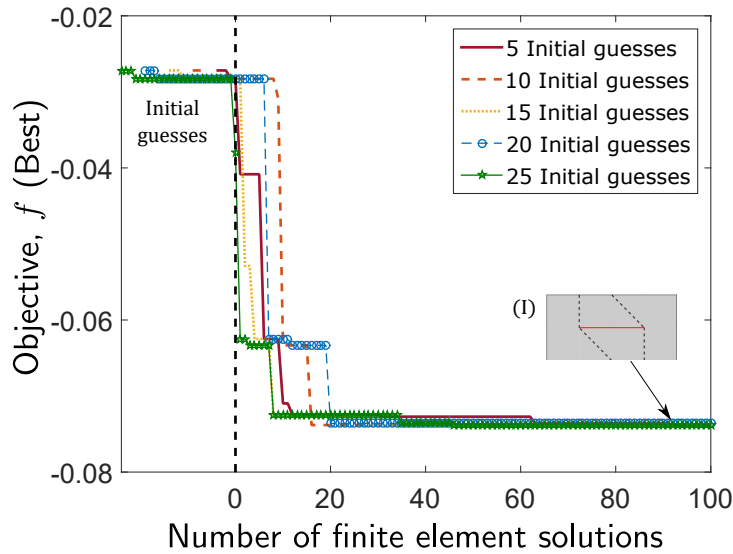 -0.02
-0.04
-0.06
-0.08
Objective, f (Best)
Initial
guesses
5 Initial guesses
10 Initial guesses
15 Initial guesses
20 Initial guesses
25 Initial guesses
(I)
0
20
40
60
80
100
Number of finite element solutions